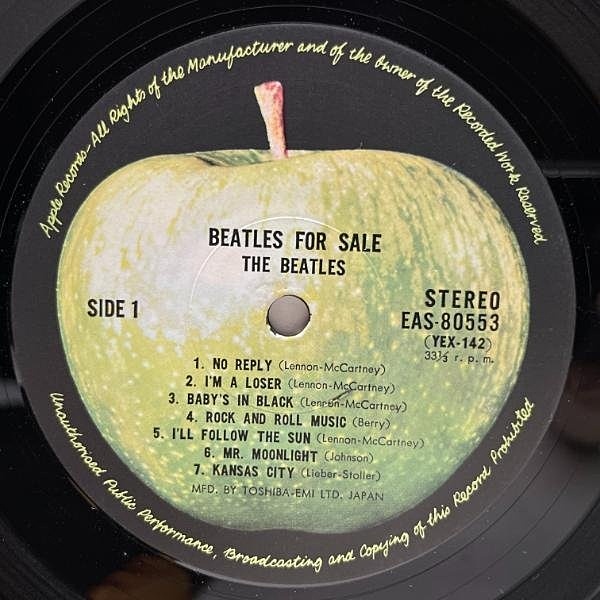 Apple Records-All Rights of the Manufacturer and of the Owner of the Recorded Work Reserved
BEATLES FOR SALE
THE BEATLES
SIDE 1
STEREO
EAS-80553
(YEX-142)
33⅓ r. p. m.
1. NO REPLY (Lennon-McCartney)
2. I'M A LOSER (Lennon-McCartney)
3. BABY'S IN BLACK (Lennon-McCartney)
4. ROCK AND ROLL MUSIC (Berry)
5. I'LL FOLLOW THE SUN (Lennon-McCartney)
6. MR. MOONLIGHT (Johnson)
7. KANSAS CITY (Lieber-Stoller)
MFD. BY TOSHIBA-EMI LTD. JAPAN
Unauthorised Public Performance, Broadcasting and Copying of this Record Prohibited